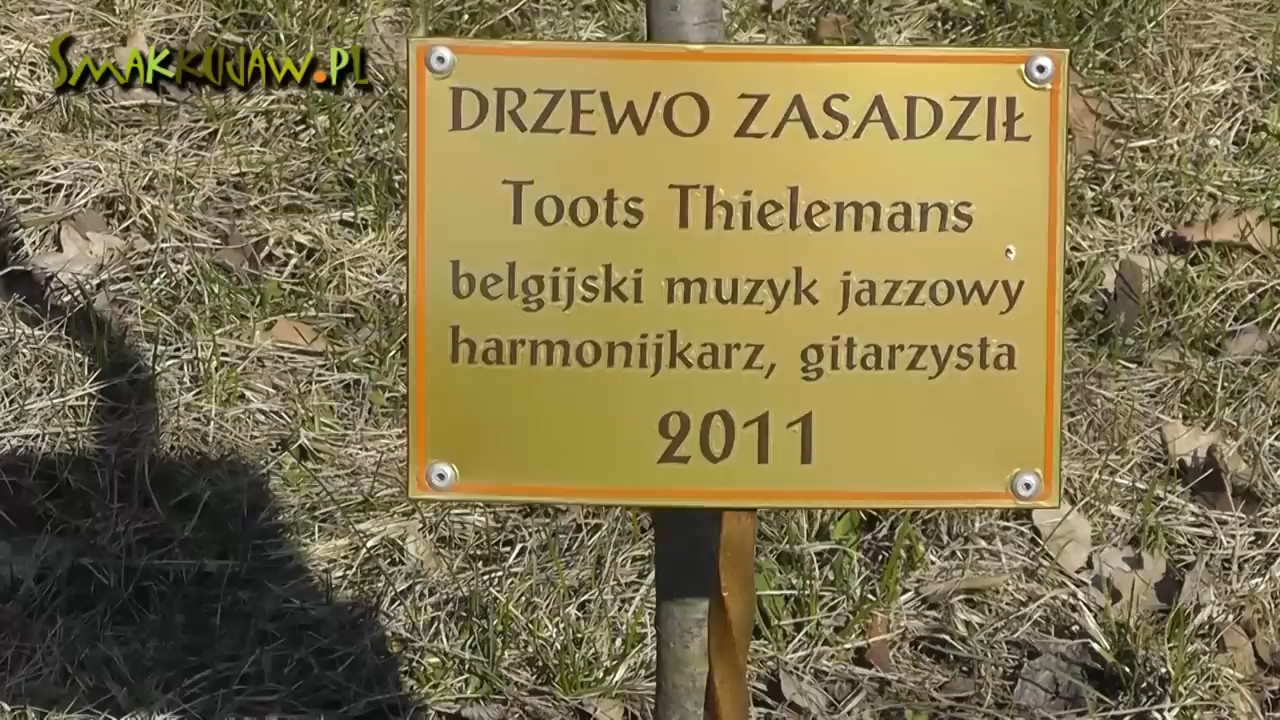 SMAKKUJAW.PL
DRZEWO ZASADZIŁ
Toots Thielemans
belgijski muzyk jazzowy
harmonijkarz, gitarzysta
2011